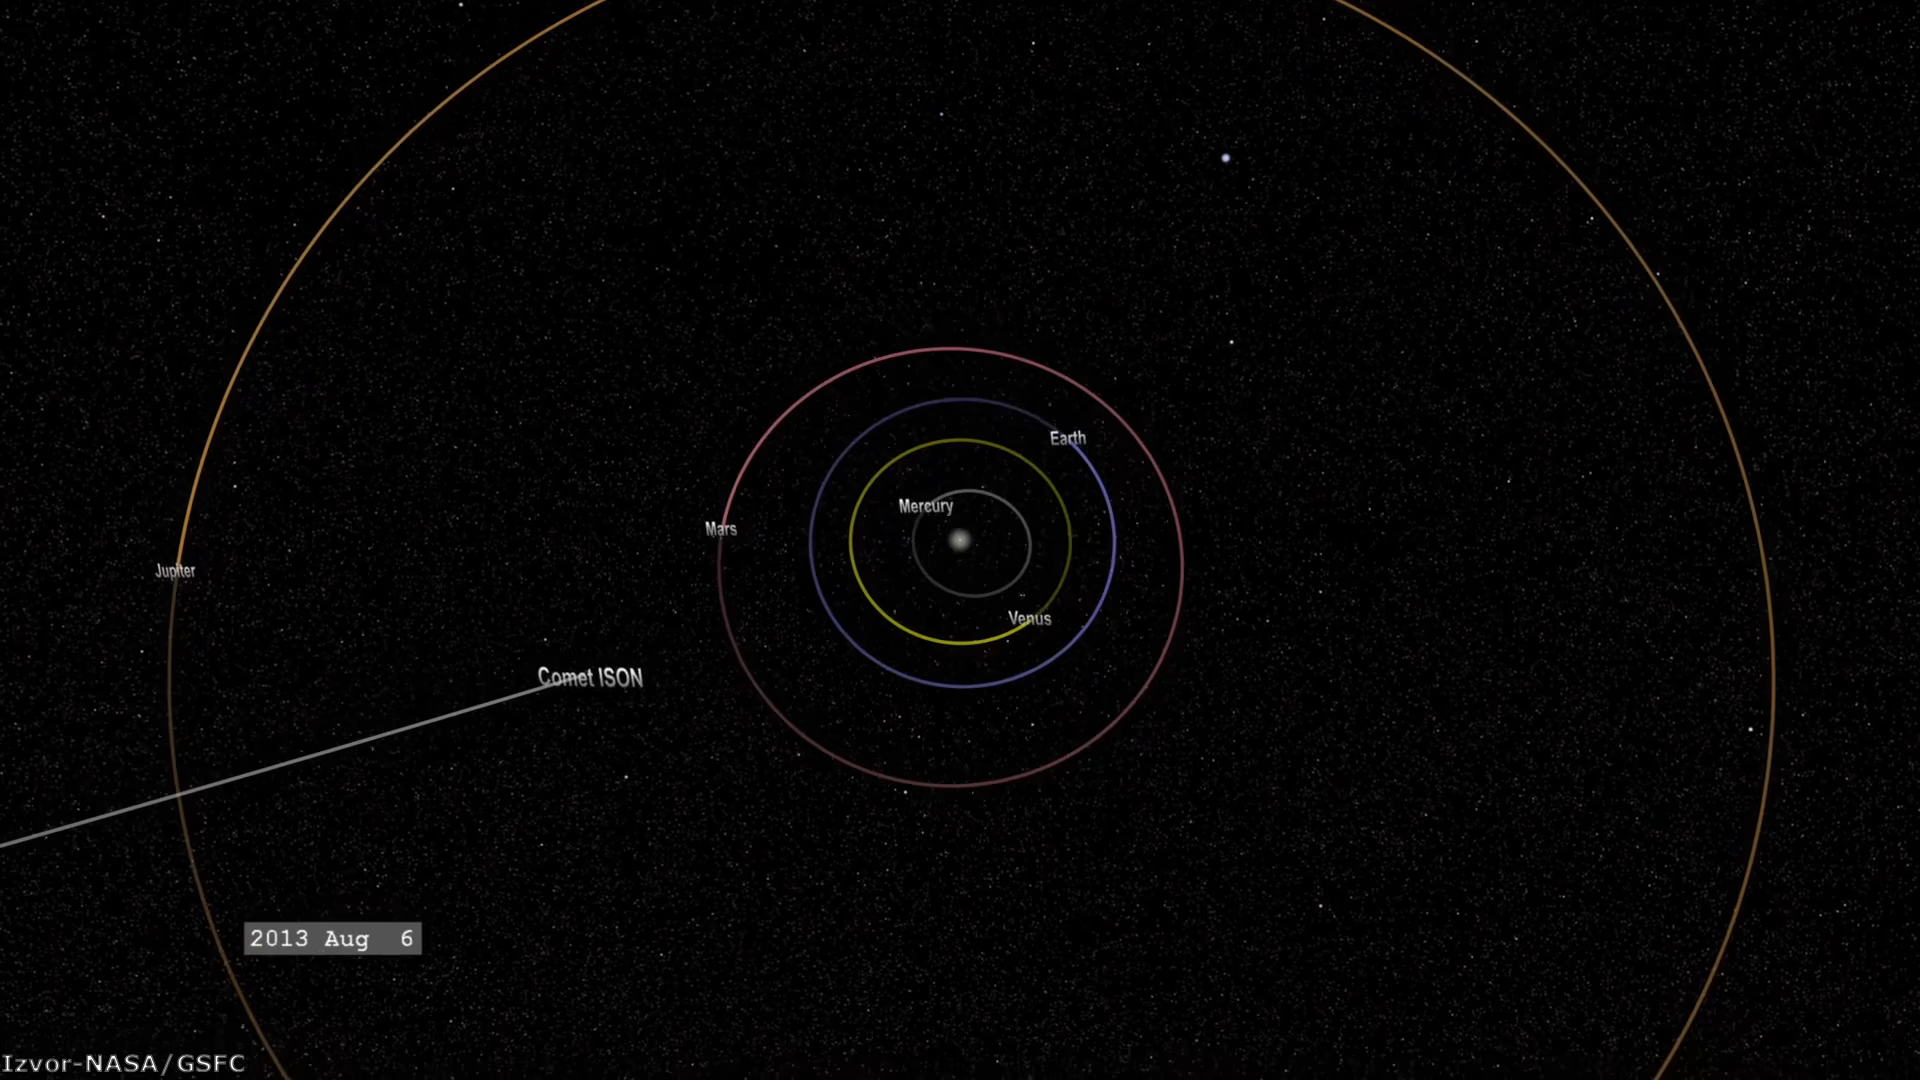 Earth
Mercury
Mars
Jupiter
Venus
Comet ISON
2013 Aug  6
Izvor-NASA/GSFC